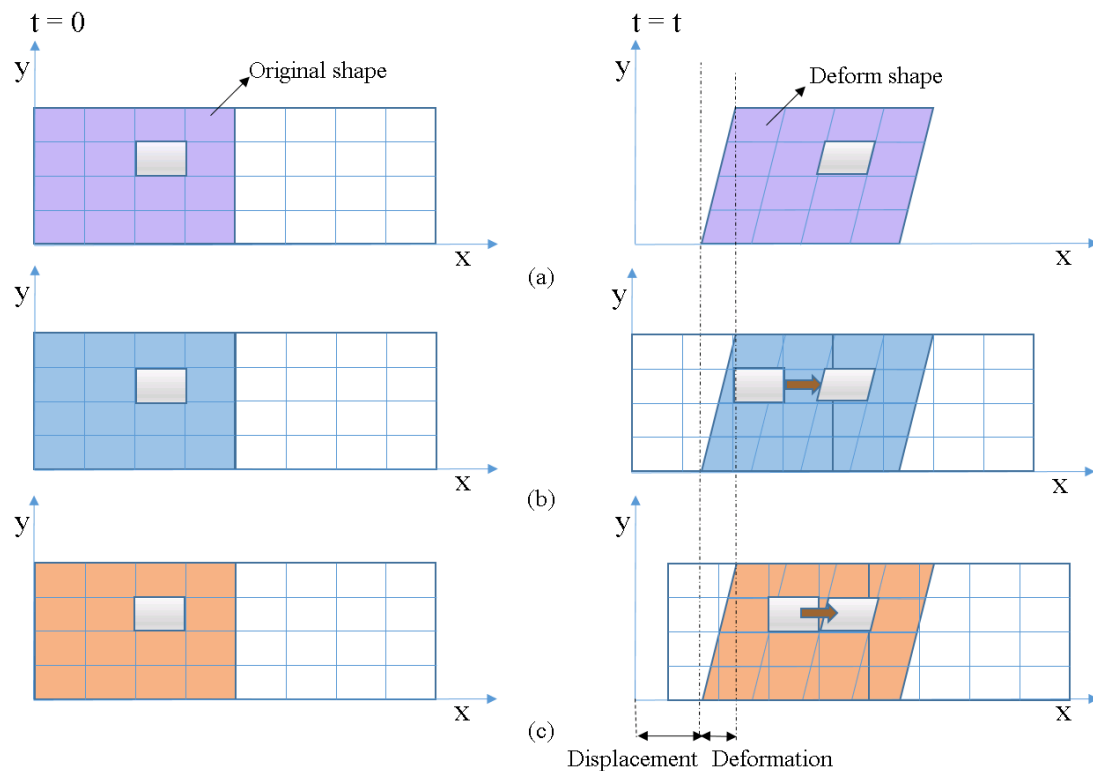 t = 0
t = t
y
Original shape
y
Deform shape
x
x
(a)
y
y
x
x
(b)
y
y
x
x
(c)
Displacement
Deformation